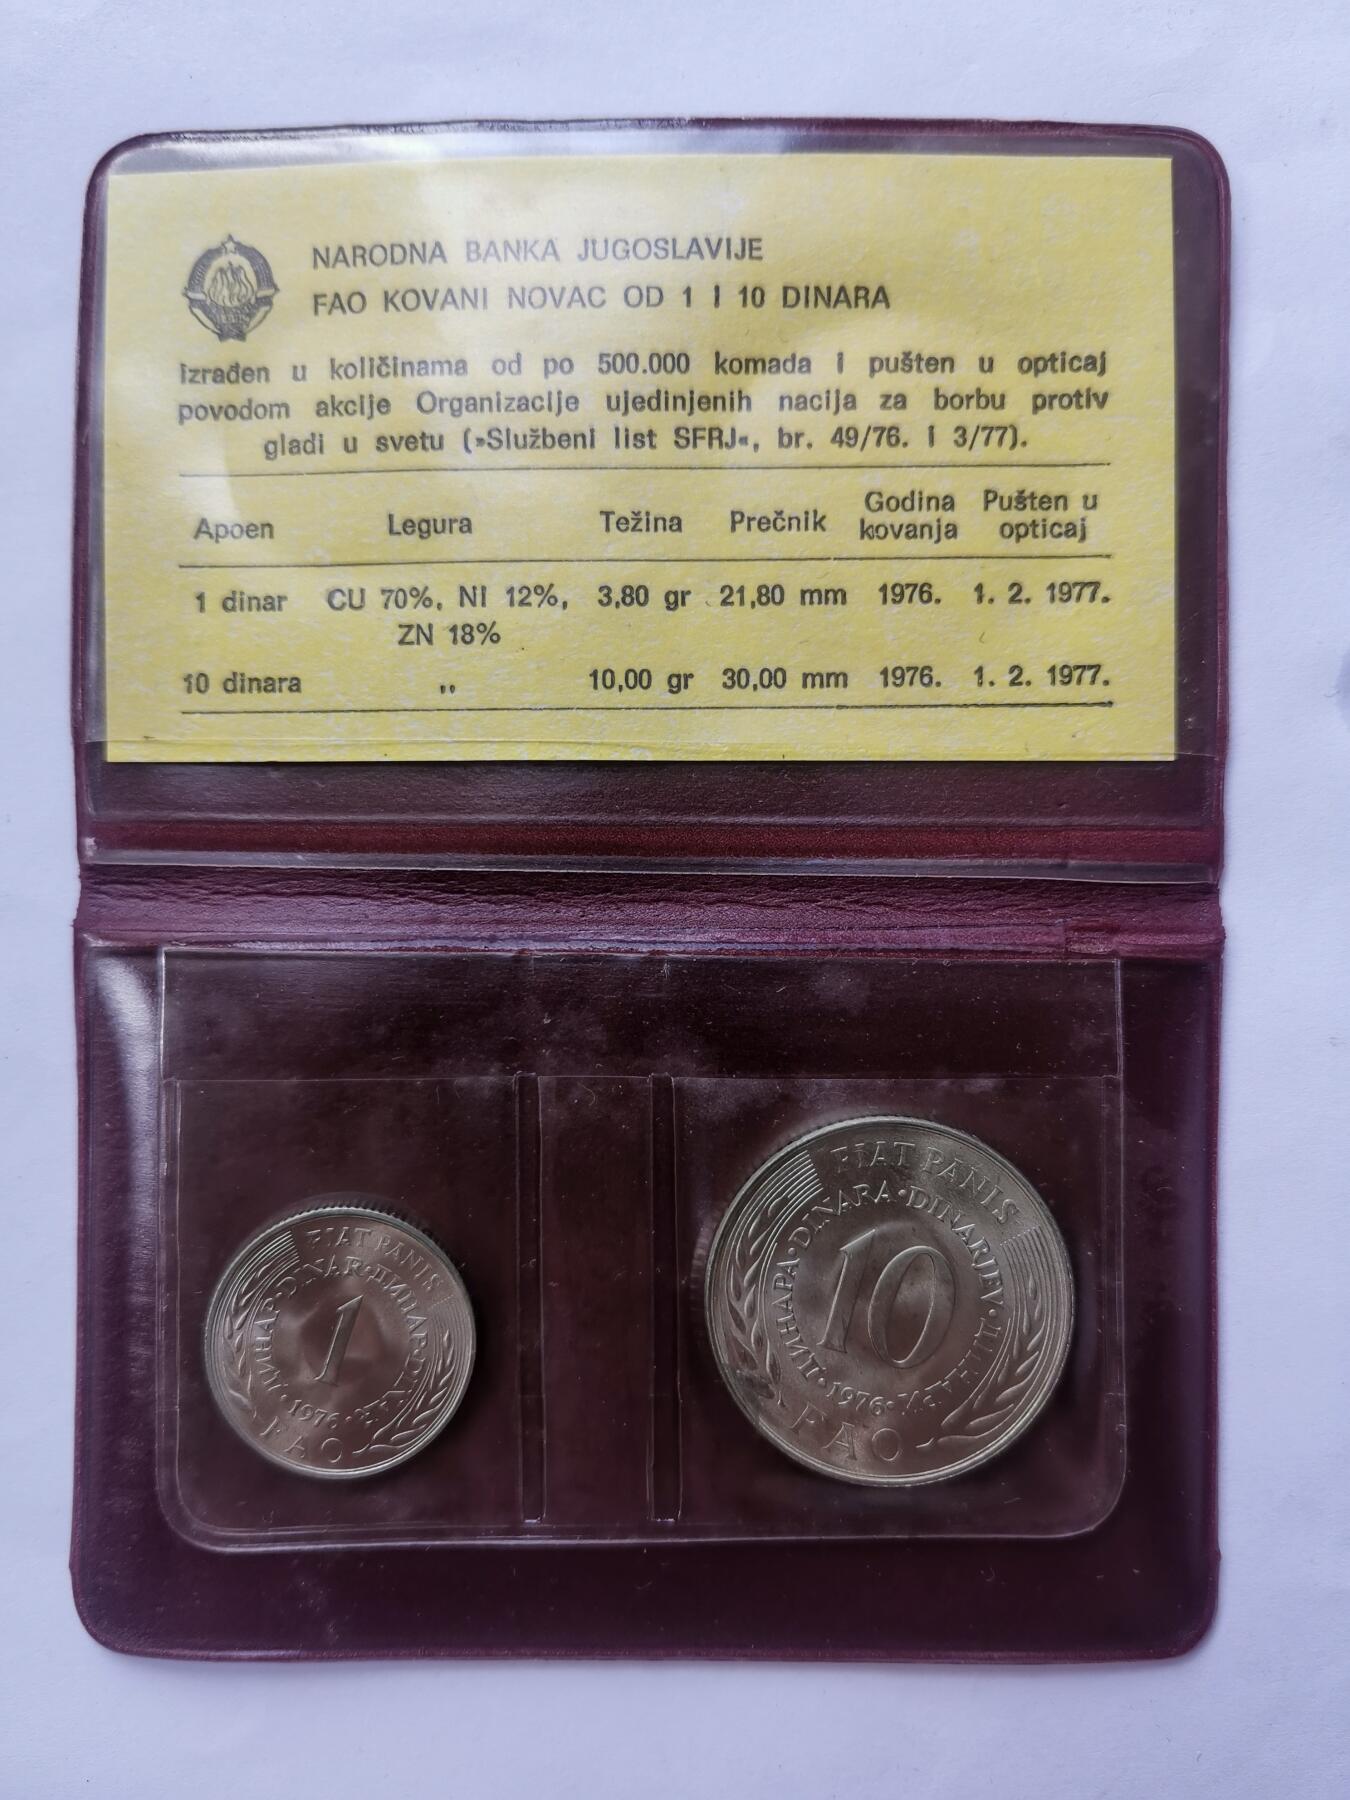 NARODNA BANKA JUGOSLAVIJE
FAO KOVANI NOVAC OD 1 I 10 DINARA
izrađen u količinama od po 500.000 komada i pušten u opticaj
povodom akcije Organizacije ujedinjenih nacija za borbu protiv
gladi u svetu (»Službeni list SFRJ«, br. 49/76. i 3/77).
Apoen Legura Težina Prečnik Godina kovanja Pušten u opticaj
1 dinar CU 70%, NI 12%, 3,80 gr 21,80 mm 1976. 1. 2. 1977.
ZN 18%
10 dinara ,, 10,00 gr 30,00 mm 1976. 1. 2. 1977.
FIAT PANIS
ДИНАР·DINAR·ДИНАР·DINAR·1976·
1
FAO
FIAT PANIS
ДИНАРА·DINARA·DINARJEV·ДИНАРИ·1976·
10
FAO